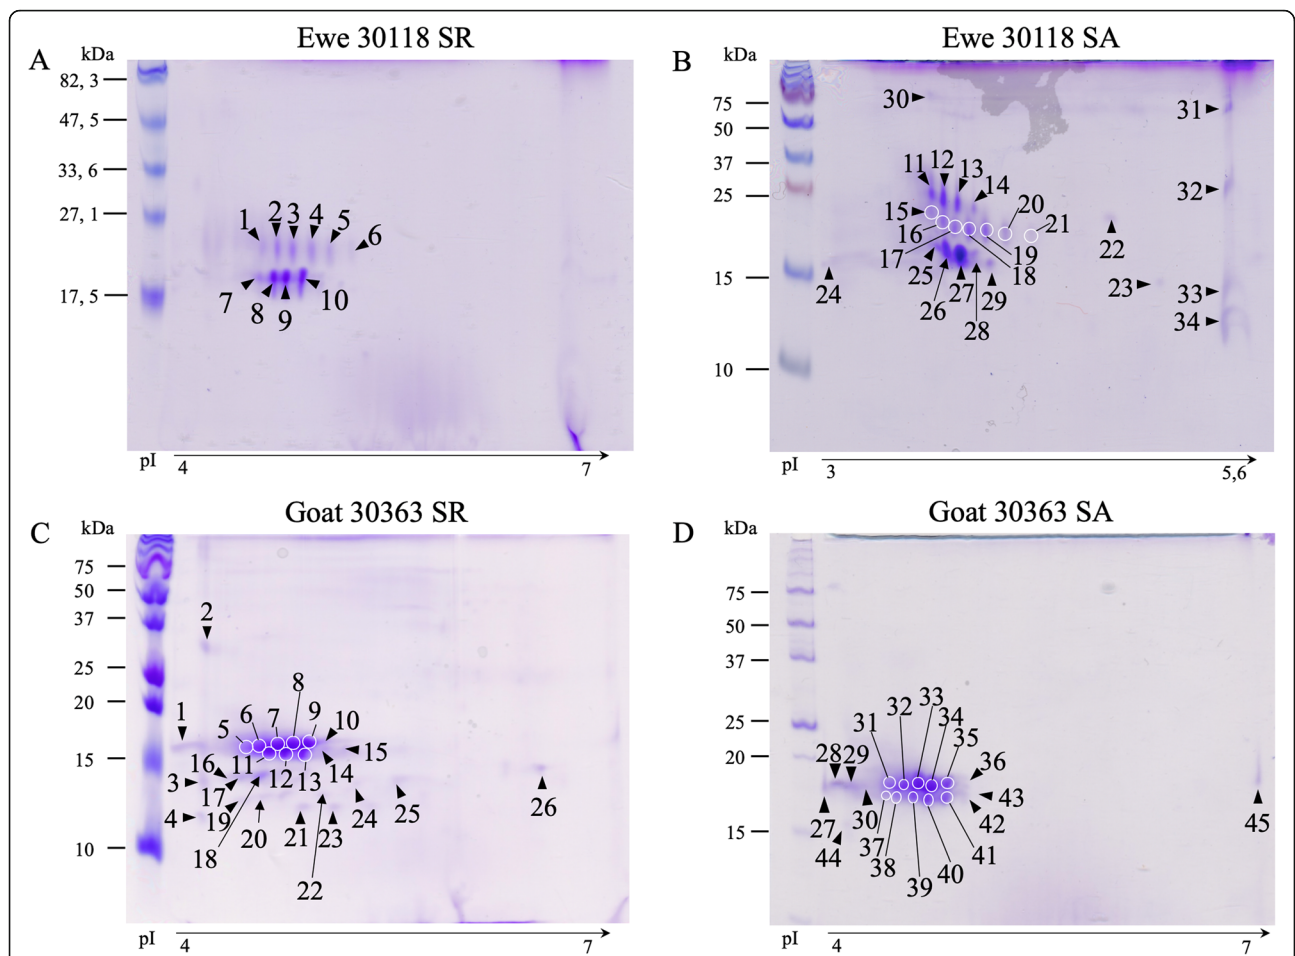 Ewe 30118 SR
A
kDa
82, 3
47, 5
33, 6
27, 1
17, 5
1 2 3 4 5 6
7 8 9 10
pI 4 7
Ewe 30118 SA
B
kDa
75
50
37
25
15
10
30 31
11 12 13 14
32
15 20 21
16 22
17 19
18
25
24 26 27 29 23 33
28 34
pI 3 5,6
Goat 30363 SR
C
kDa
75
50
37
25
20
15
10
2
8
1 5 6 7 9 10
15
16 11 12 13 14
3 17
4 19 20 21 23 24 25 26
18
22
pI 4 7
Goat 30363 SA
D
kDa
75
50
37
25
20
15
31 32 33 34
35
28 29 36
43
27 30 42 45
44 37 38 41
39 40
pI 4 7